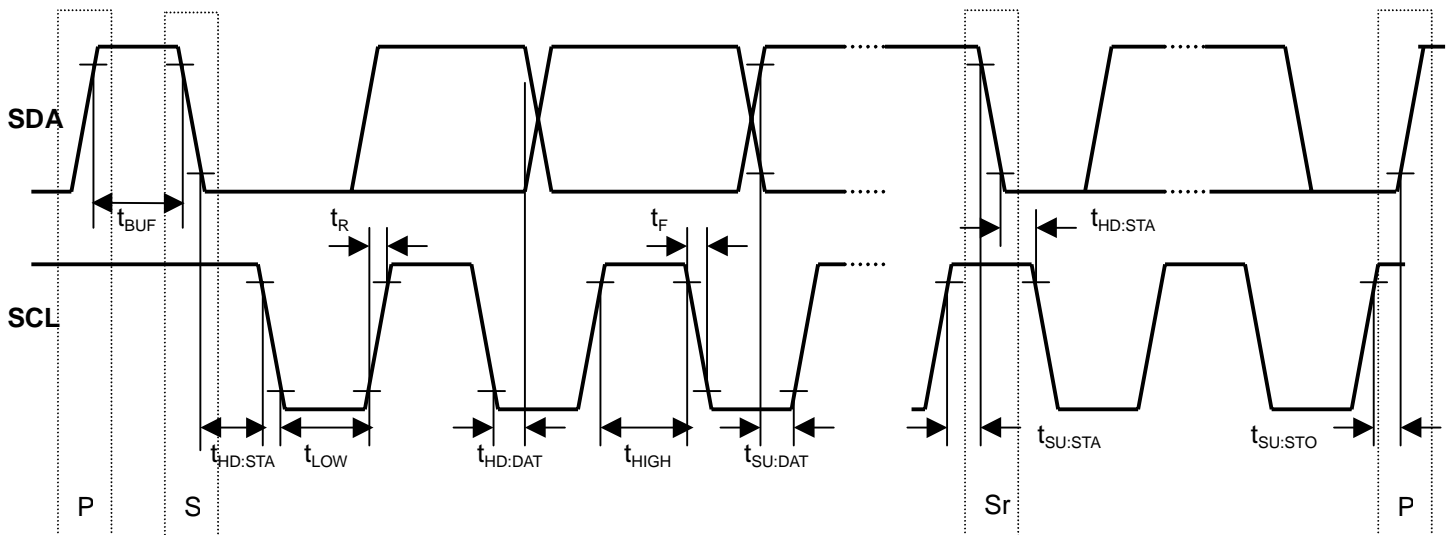 SDA
t_BUF
t_R
t_F
t_HD:STA
SCL
t_HD:STA
t_LOW
t_HD:DAT
t_HIGH
t_SU:DAT
t_SU:STA
t_SU:STO
P
S
Sr
P